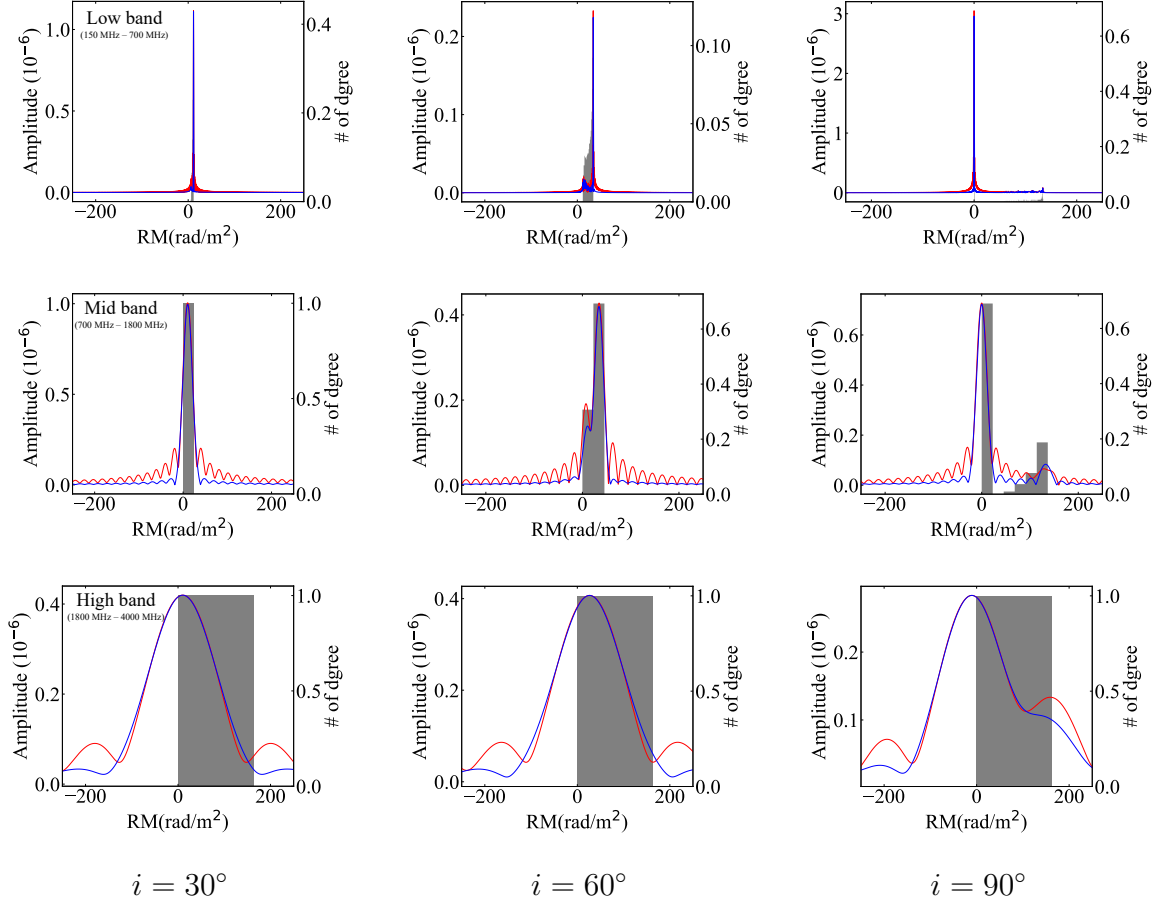 Low band
(150 MHz – 700 MHz)
Amplitude (10⁻⁶)
1.0
0.5
0.0
0.4
0.2
0.0
# of dgree
−200
0
200
RM(rad/m²)
Amplitude (10⁻⁶)
0.2
0.1
0.0
0.10
0.05
0.00
# of dgree
−200
0
200
RM(rad/m²)
Amplitude (10⁻⁶)
3
2
1
0
0.6
0.4
0.2
0.0
# of dgree
−200
0
200
RM(rad/m²)
Mid band
(700 MHz – 1800 MHz)
Amplitude (10⁻⁶)
1.0
0.5
0.0
1.0
0.5
0.0
# of dgree
−200
0
200
RM(rad/m²)
Amplitude (10⁻⁶)
0.4
0.2
0.0
0.6
0.4
0.2
0.0
# of dgree
−200
0
200
RM(rad/m²)
Amplitude (10⁻⁶)
0.6
0.4
0.2
0.0
0.6
0.4
0.2
0.0
# of dgree
−200
0
200
RM(rad/m²)
High band
(1800 MHz – 4000 MHz)
Amplitude (10⁻⁶)
0.4
0.2
0.0
1.0
0.5
0.0
# of dgree
−200
0
200
RM(rad/m²)
Amplitude (10⁻⁶)
0.4
0.2
0.0
1.0
0.5
0.0
# of dgree
−200
0
200
RM(rad/m²)
Amplitude (10⁻⁶)
0.2
0.1
1.0
0.5
0.0
# of dgree
−200
0
200
RM(rad/m²)
i = 30°
i = 60°
i = 90°